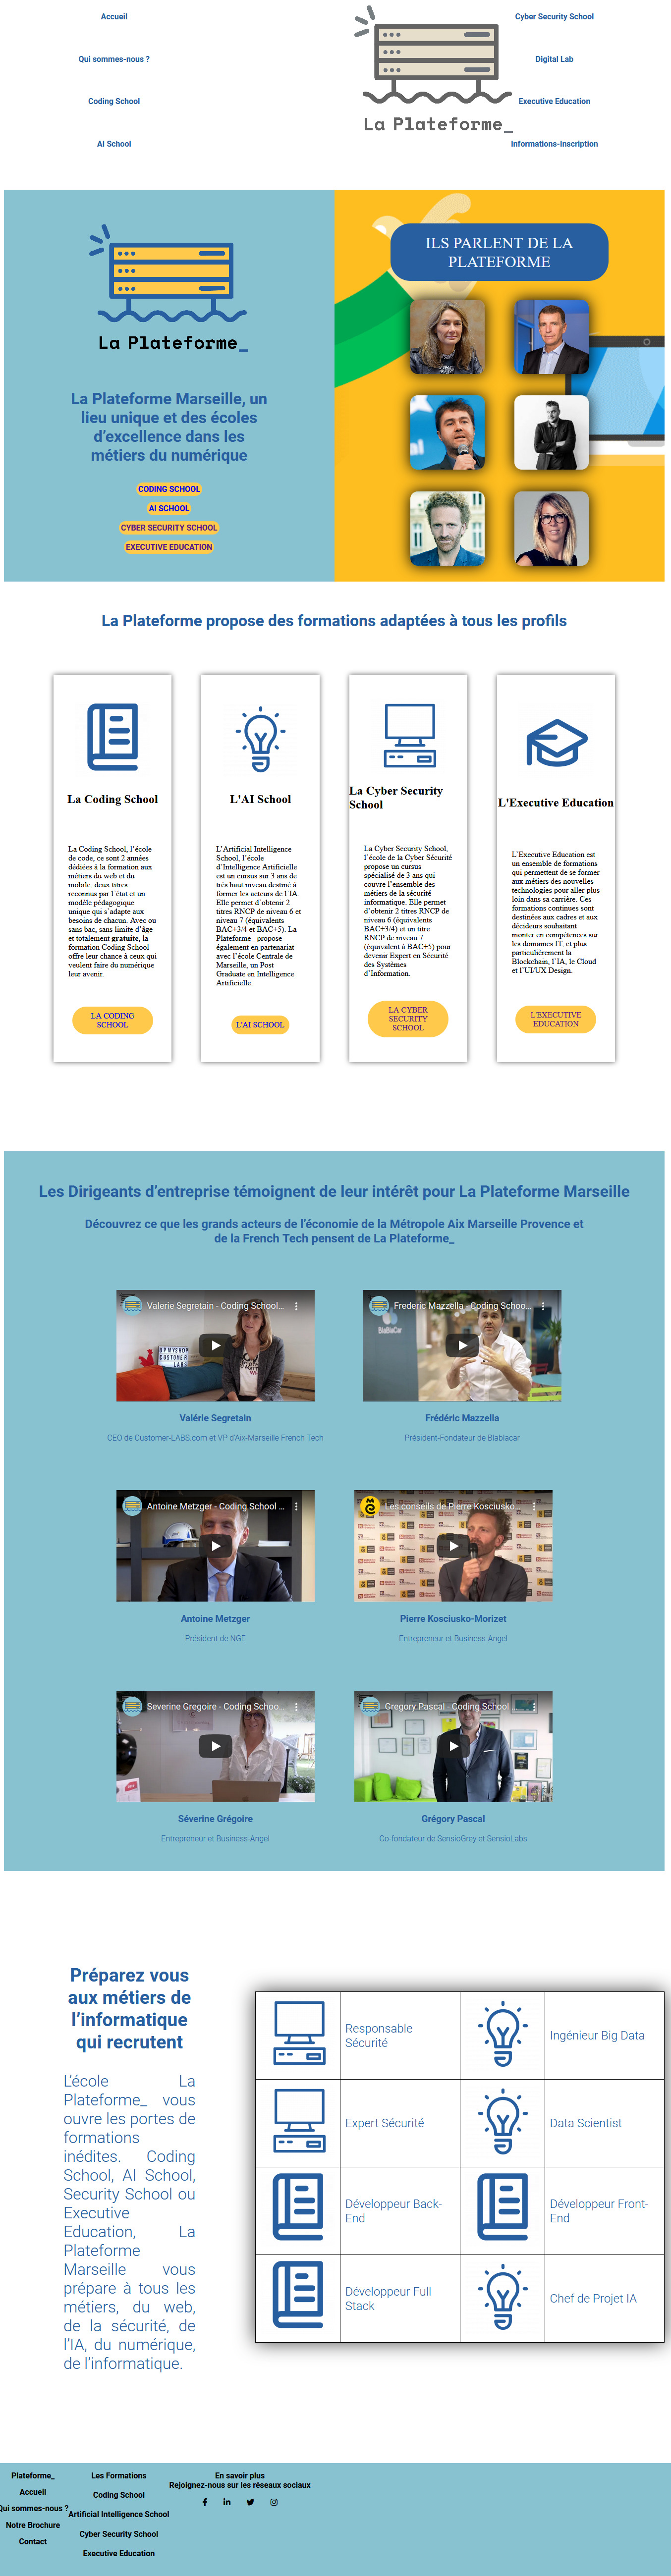 Accueil
Qui sommes-nous ?
Coding School
AI School
La Plateforme_
Cyber Security School
Digital Lab
Executive Education
Informations-Inscription
La Plateforme_
La Plateforme Marseille, un
lieu unique et des écoles
d’excellence dans les
métiers du numérique
CODING SCHOOL
AI SCHOOL
CYBER SECURITY SCHOOL
EXECUTIVE EDUCATION
ILS PARLENT DE LA
PLATEFORME
La Plateforme propose des formations adaptées à tous les profils
La Coding School
La Coding School, l’école
de code, ce sont 2 années
dédiées à la formation aux
métiers du web et du
mobile, deux titres
reconnus par l’état et un
modèle pédagogique
unique qui s’adapte aux
besoins de chacun. Avec ou
sans bac, sans limite d’âge
et totalement gratuite, la
formation Coding School
offre leur chance à ceux qui
veulent faire du numérique
leur avenir.
LA CODING
SCHOOL
L'AI School
L’Artificial Intelligence
School, l’école
d’Intelligence Artificielle
est un cursus sur 3 ans de
très haut niveau destiné à
former les acteurs de l’IA.
Elle permet d’obtenir 2
titres RNCP de niveau 6 et
niveau 7 (équivalents
BAC+3/4 et BAC+5). La
Plateforme_ propose
également en partenariat
avec l’école Centrale de
Marseille, un Post
Graduate en Intelligence
Artificielle.
L'AI SCHOOL
La Cyber Security
School
La Cyber Security School,
l’école de la Cyber Sécurité
propose un cursus
spécialisé de 3 ans qui
couvre l’ensemble des
métiers de la sécurité
informatique. Elle permet
d’obtenir 2 titres RNCP de
niveau 6 (équivalents
BAC+3/4) et un titre
RNCP de niveau 7
(équivalent à BAC+5) pour
devenir Expert en Sécurité
des Systèmes
d’Information.
LA CYBER
SECURITY
SCHOOL
L'Executive Education
L’Executive Education est
un ensemble de formations
qui permettent de se former
aux métiers des nouvelles
technologies pour aller plus
loin dans sa carrière. Ces
formations continues sont
destinées aux cadres et aux
décideurs souhaitant
monter en compétences sur
les domaines IT, et plus
particulièrement la
Blockchain, l’IA, le Cloud
et l’UI/UX Design.
L'EXECUTIVE
EDUCATION
Les Dirigeants d’entreprise témoignent de leur intérêt pour La Plateforme Marseille
Découvrez ce que les grands acteurs de l’économie de la Métropole Aix Marseille Provence et
de la French Tech pensent de La Plateforme_
Valerie Segretain - Coding School...
UPMYSHOP
CUSTOMER
LABS
Frederic Mazzella - Coding Schoo...
BlaBlaCar
Valérie Segretain
CEO de Customer-LABS.com et VP d’Aix-Marseille French Tech
Frédéric Mazzella
Président-Fondateur de Blablacar
Antoine Metzger - Coding School ...
Les conseils de Pierre Kosciusko...
Antoine Metzger
Président de NGE
Pierre Kosciusko-Morizet
Entrepreneur et Business-Angel
Severine Gregoire - Coding Schoo...
Gregory Pascal - Coding School ...
Séverine Grégoire
Entrepreneur et Business-Angel
Grégory Pascal
Co-fondateur de SensioGrey et SensioLabs
Préparez vous
aux métiers de
l’informatique
qui recrutent
L’école La
Plateforme_ vous
ouvre les portes de
formations
inédites. Coding
School, AI School,
Security School ou
Executive
Education, La
Plateforme
Marseille vous
prépare à tous les
métiers, du web,
de la sécurité, de
l’IA, du numérique,
de l’informatique.
Responsable
Sécurité
Ingénieur Big Data
Expert Sécurité
Data Scientist
Développeur Back-
End
Développeur Front-
End
Développeur Full
Stack
Chef de Projet IA
Plateforme_
Accueil
Qui sommes-nous ?
Notre Brochure
Contact
Les Formations
Coding School
Artificial Intelligence School
Cyber Security School
Executive Education
En savoir plus
Rejoignez-nous sur les réseaux sociaux